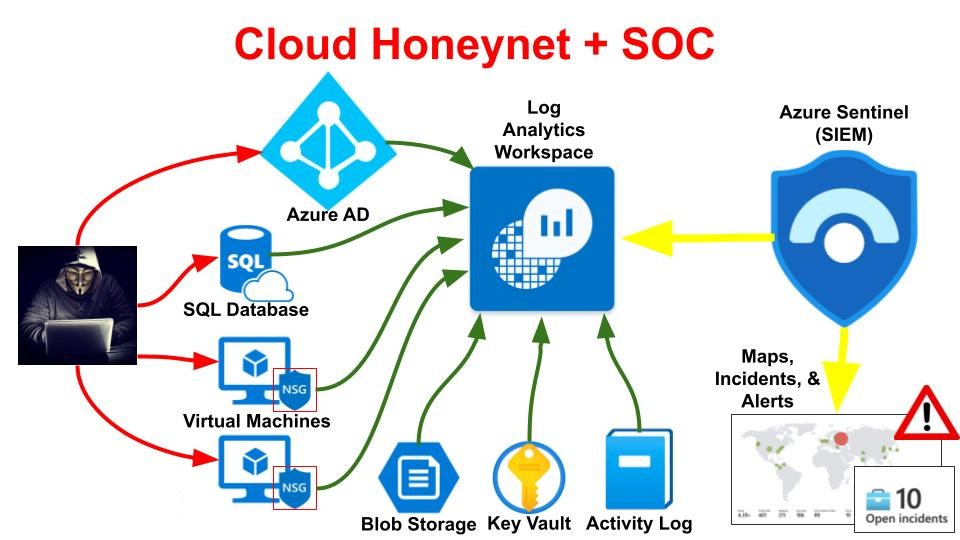 Cloud Honeynet + SOC
Log
Analytics
Workspace
Azure Sentinel
(SIEM)
Azure AD
SQL
SQL Database
NSG
Virtual Machines
NSG
Maps,
Incidents, &
Alerts
10
Open incidents
Blob Storage
Key Vault
Activity Log